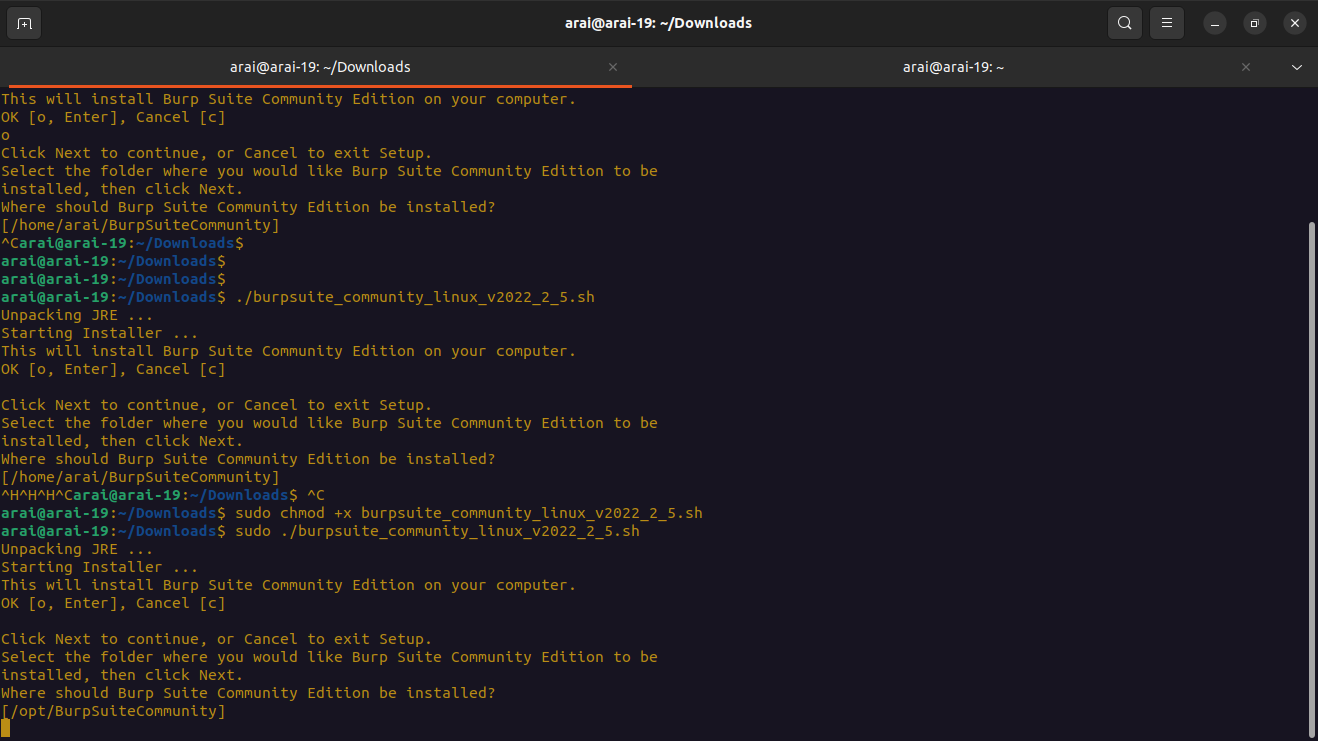 arai@arai-19: ~/Downloads
arai@arai-19: ~/Downloads
arai@arai-19: ~
This will install Burp Suite Community Edition on your computer.
OK [o, Enter], Cancel [c]
o
Click Next to continue, or Cancel to exit Setup.
Select the folder where you would like Burp Suite Community Edition to be
installed, then click Next.
Where should Burp Suite Community Edition be installed?
[/home/arai/BurpSuiteCommunity]
^Carai@arai-19:~/Downloads$
arai@arai-19:~/Downloads$
arai@arai-19:~/Downloads$
arai@arai-19:~/Downloads$ ./burpsuite_community_linux_v2022_2_5.sh
Unpacking JRE ...
Starting Installer ...
This will install Burp Suite Community Edition on your computer.
OK [o, Enter], Cancel [c]

Click Next to continue, or Cancel to exit Setup.
Select the folder where you would like Burp Suite Community Edition to be
installed, then click Next.
Where should Burp Suite Community Edition be installed?
[/home/arai/BurpSuiteCommunity]
^H^H^H^Carai@arai-19:~/Downloads$ ^C
arai@arai-19:~/Downloads$ sudo chmod +x burpsuite_community_linux_v2022_2_5.sh
arai@arai-19:~/Downloads$ sudo ./burpsuite_community_linux_v2022_2_5.sh
Unpacking JRE ...
Starting Installer ...
This will install Burp Suite Community Edition on your computer.
OK [o, Enter], Cancel [c]

Click Next to continue, or Cancel to exit Setup.
Select the folder where you would like Burp Suite Community Edition to be
installed, then click Next.
Where should Burp Suite Community Edition be installed?
[/opt/BurpSuiteCommunity]